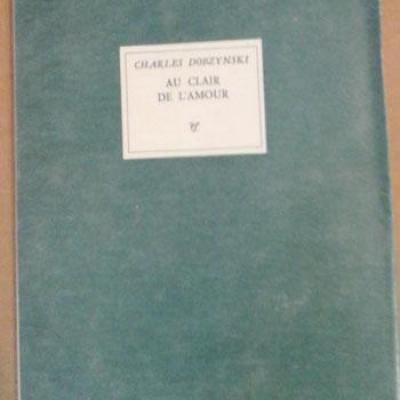 CHARLES DOBZYNSKI
AU CLAIR
DE L'AMOUR